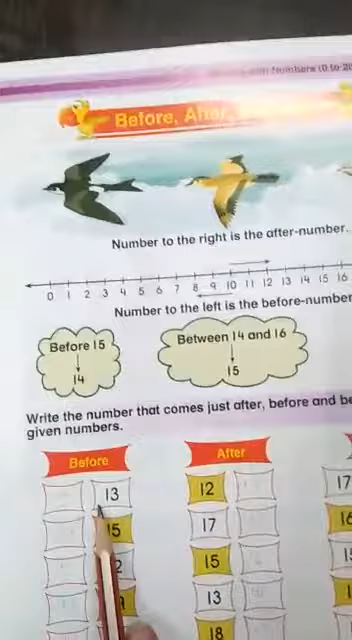 Numbers (0 to 20
Before, After,
Number to the right is the after-number.
0 1 2 3 4 5 6 7 8 9 10 11 12 13 14 15 16
Number to the left is the before-number
Before 15
14
Between 14 and 16
15
Write the number that comes just after, before and be
given numbers.
Before After
13 12 17
15 17 16
2 15
13
18